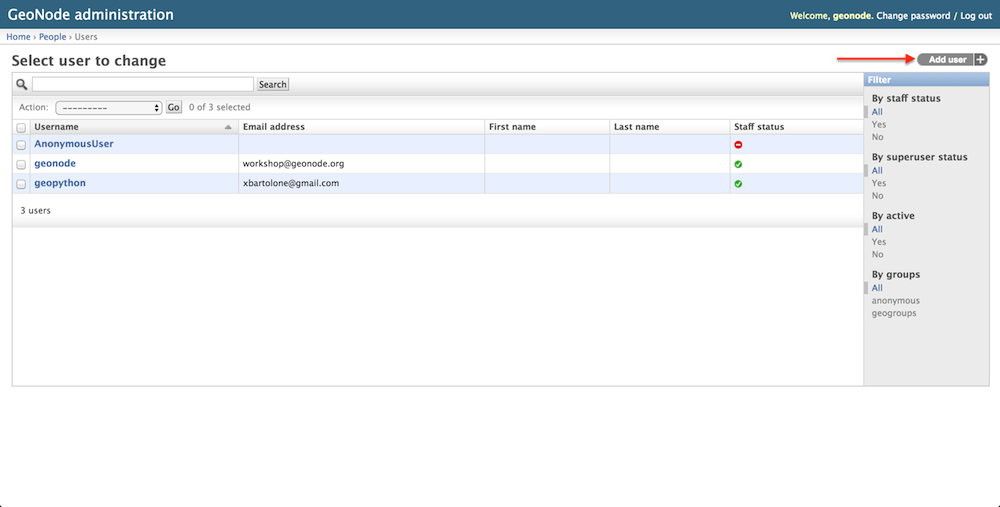 GeoNode administration
Welcome, geonode. Change password / Log out
Home › People › Users
Select user to change
Add user +
Search
Action: --------- Go 0 of 3 selected
Username Email address First name Last name Staff status
AnonymousUser
geonode workshop@geonode.org
geopython xbartolone@gmail.com
3 users
Filter
By staff status
All
Yes
No
By superuser status
All
Yes
No
By active
All
Yes
No
By groups
All
anonymous
geogroups